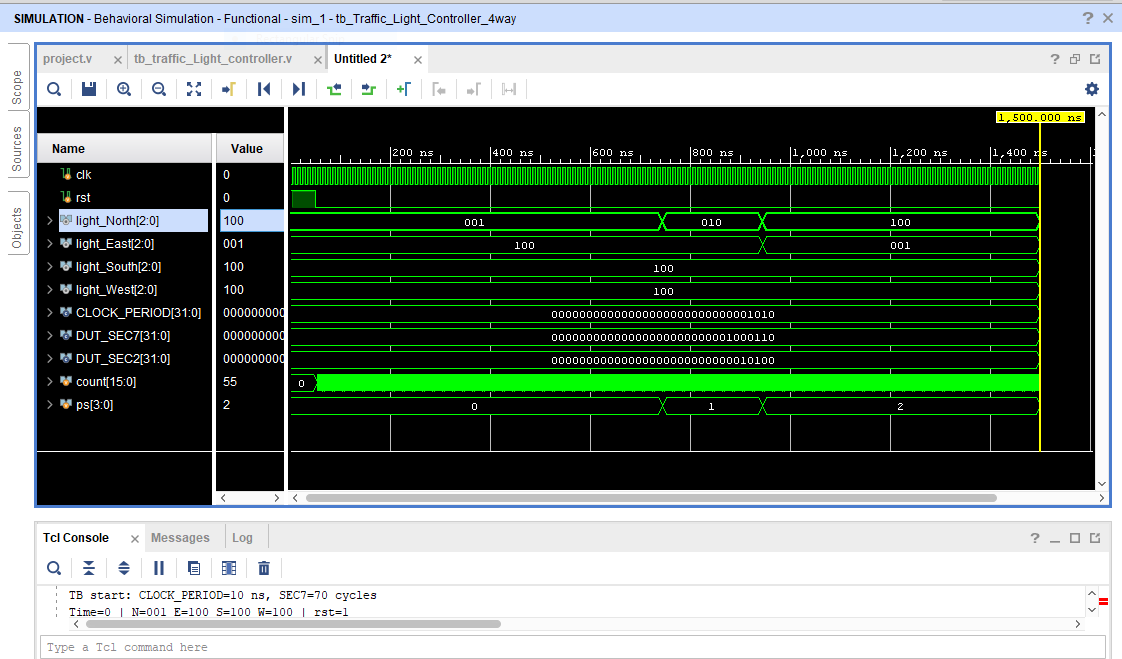 SIMULATION - Behavioral Simulation - Functional - sim_1 - tb_Traffic_Light_Controller_4way
Scope
Sources
Objects
project.v tb_traffic_Light_controller.v Untitled 2*
1,500.000 ns
Name Value
200 ns 400 ns 600 ns 800 ns 1,000 ns 1,200 ns 1,400 ns
clk 0
rst 0
light_North[2:0] 100 001 010 100
light_East[2:0] 001 100 001
light_South[2:0] 100 100
light_West[2:0] 100 100
CLOCK_PERIOD[31:0] 000000000 00000000000000000000000000001010
DUT_SEC7[31:0] 000000000 00000000000000000000000001000110
DUT_SEC2[31:0] 000000000 00000000000000000000000000010100
count[15:0] 55 0
ps[3:0] 2 0 1 2
Tcl Console Messages Log
TB start: CLOCK_PERIOD=10 ns, SEC7=70 cycles
Time=0 | N=001 E=100 S=100 W=100 | rst=1
Type a Tcl command here